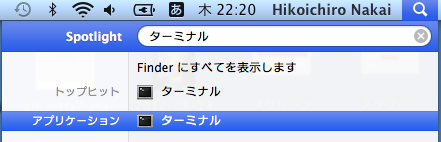 あ 木 22:20 Hikoichiro Nakai
Spotlight ターミナル
Finder にすべてを表示します
トップヒット ターミナル
アプリケーション ターミナル